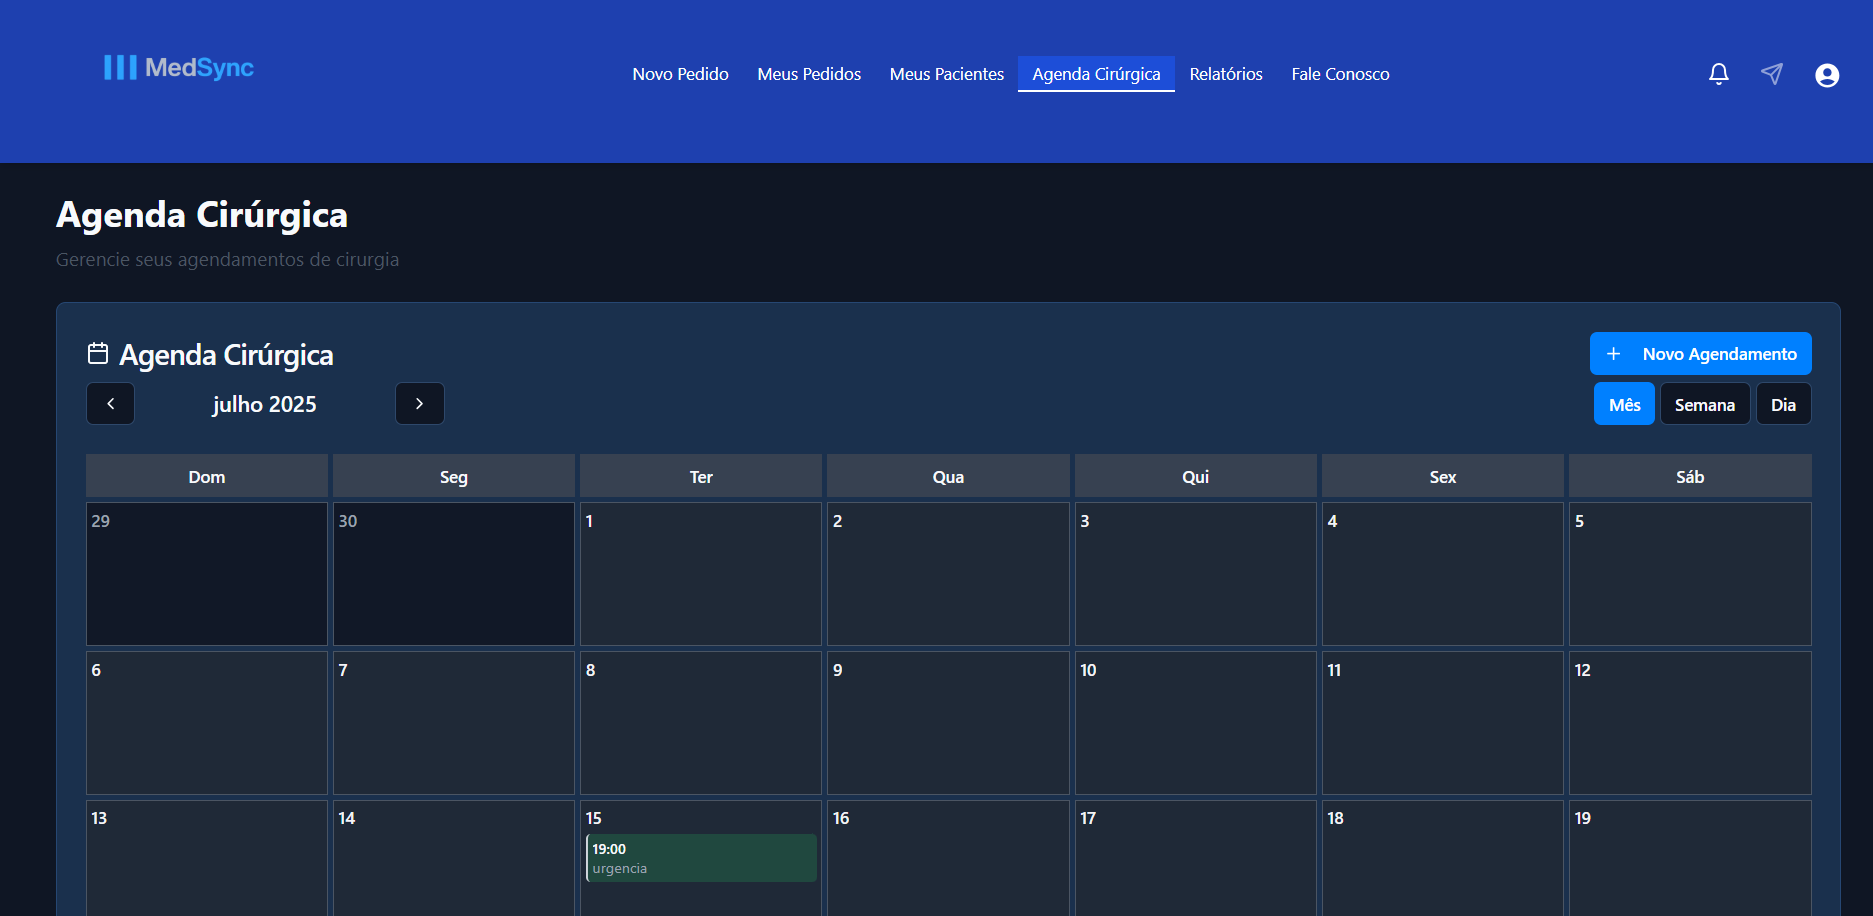 MedSync
Novo Pedido Meus Pedidos Meus Pacientes Agenda Cirúrgica Relatórios Fale Conosco
Agenda Cirúrgica
Gerencie seus agendamentos de cirurgia
Agenda Cirúrgica
+ Novo Agendamento
julho 2025
Mês Semana Dia
Dom Seg Ter Qua Qui Sex Sáb
29 30 1 2 3 4 5
6 7 8 9 10 11 12
13 14 15 16 17 18 19
19:00
urgencia